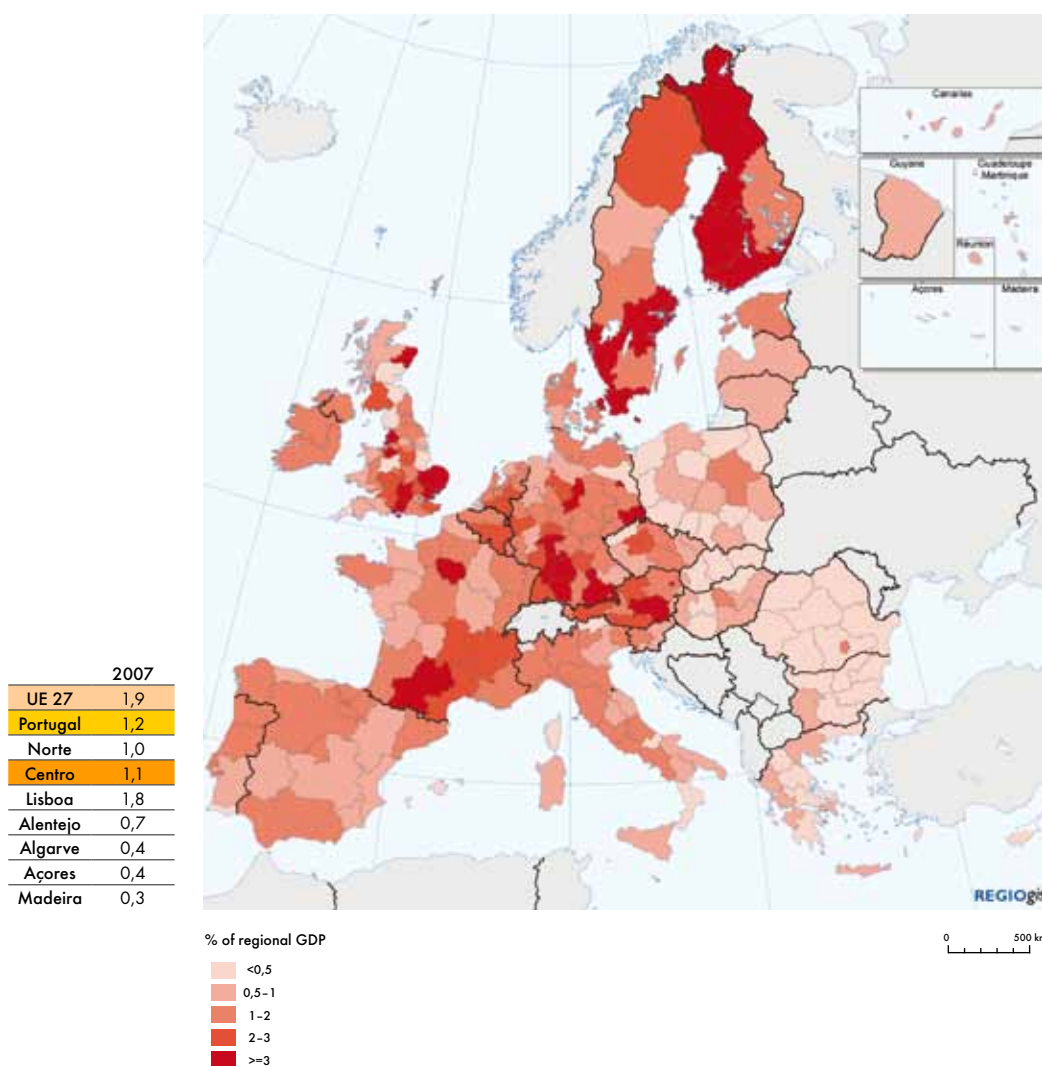 Canarias
Guyane
Guadeloupe
Martinique
Réunion
Açores
Madeira
2007
UE 27 1,9
Portugal 1,2
Norte 1,0
Centro 1,1
Lisboa 1,8
Alentejo 0,7
Algarve 0,4
Açores 0,4
Madeira 0,3
REGIOgis
% of regional GDP
<0,5
0,5–1
1–2
2–3
>=3
0 500 km